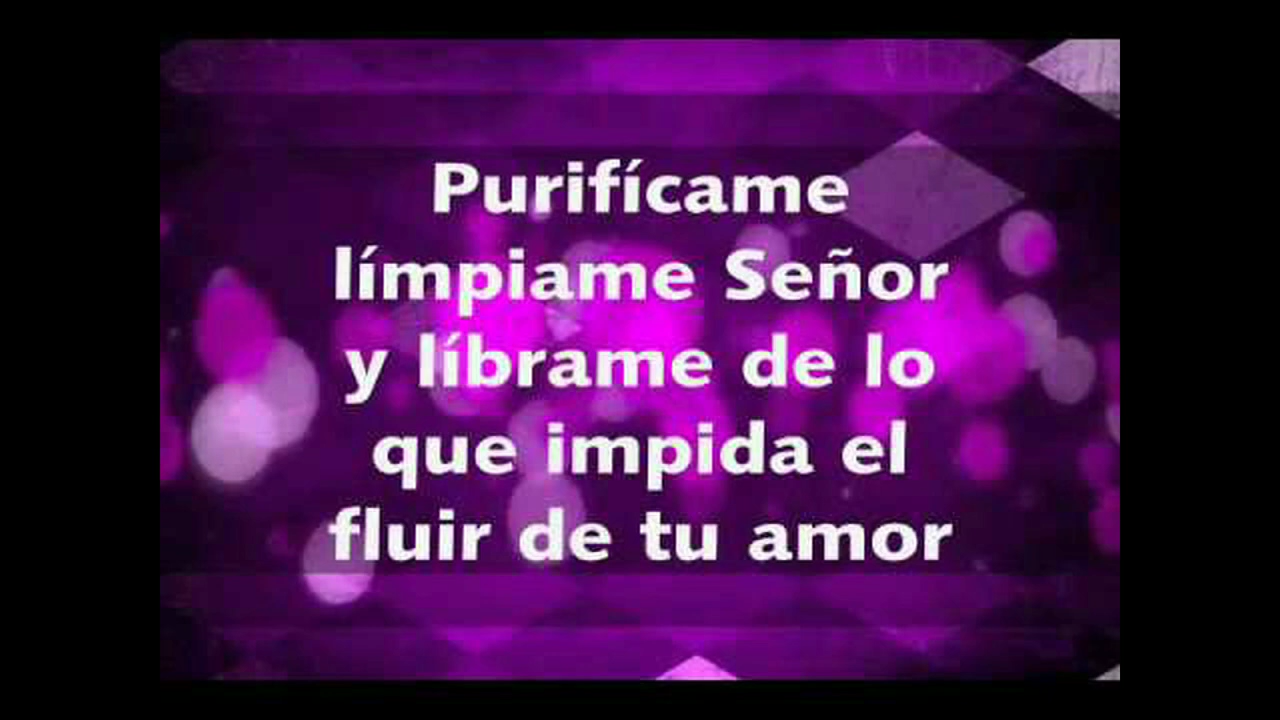 Purifícame
límpiame Señor
y líbrame de lo
que impida el
fluir de tu amor